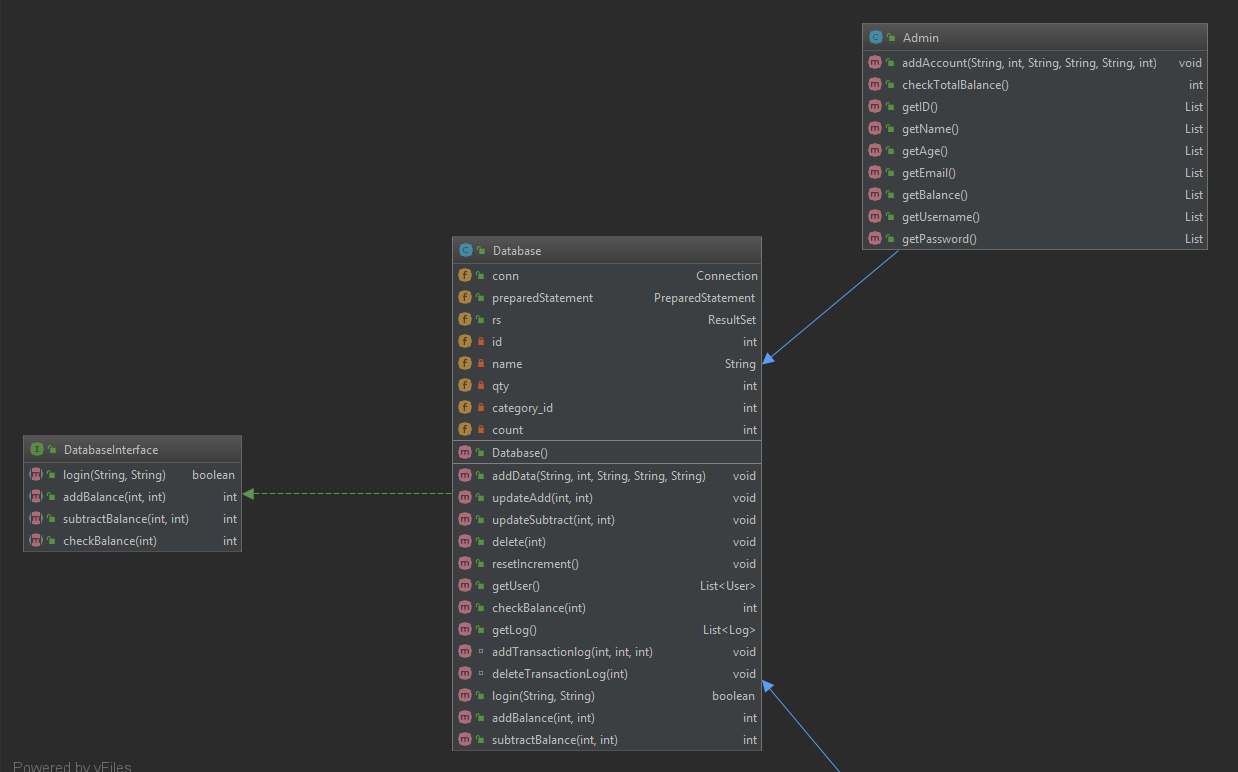 Admin
addAccount(String, int, String, String, String, int) void
checkTotalBalance() int
getID() List
getName() List
getAge() List
getEmail() List
getBalance() List
getUsername() List
getPassword() List
Database
conn Connection
preparedStatement PreparedStatement
rs ResultSet
id int
name String
qty int
category_id int
count int
Database()
addData(String, int, String, String, String) void
updateAdd(int, int) void
updateSubtract(int, int) void
delete(int) void
resetIncrement() void
getUser() List<User>
checkBalance(int) int
getLog() List<Log>
addTransactionlog(int, int, int) void
deleteTransactionLog(int) void
login(String, String) boolean
addBalance(int, int) int
subtractBalance(int, int) int
DatabaseInterface
login(String, String) boolean
addBalance(int, int) int
subtractBalance(int, int) int
checkBalance(int) int
Powered by yFiles